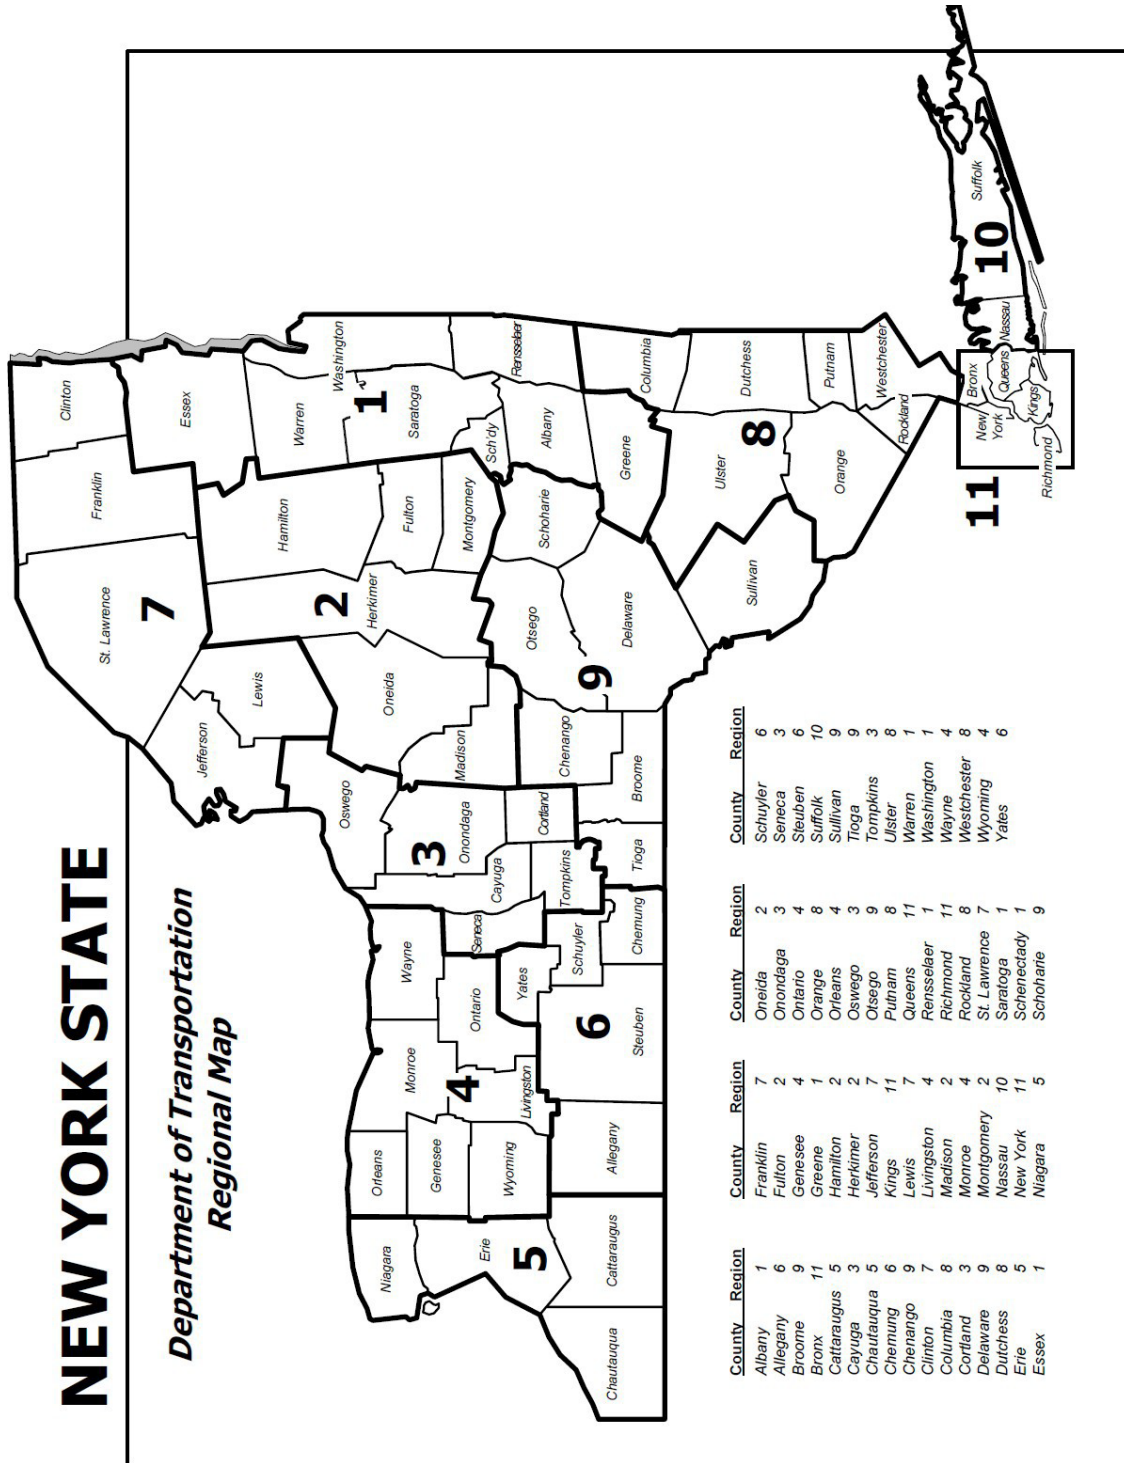 NEW YORK STATE
Department of Transportation
Regional Map
Clinton
Franklin
St. Lawrence
7
Essex
Jefferson
Lewis
Hamilton
Warren
Washington
Herkimer
2
1
Fulton
Saratoga
Oneida
Oswego
Montgomery
Sch'dy
Rensselaer
Niagara
Orleans
Monroe
Wayne
Onondaga
3
Madison
Cayuga
Genesee
4
Ontario
Seneca
Erie
5
Wyoming
Livingston
Yates
Cortland
Chenango
Otsego
Schoharie
Albany
Tompkins
Schuyler
6
9
Greene
Columbia
Chautauqua
Cattaraugus
Allegany
Steuben
Chemung
Tioga
Broome
Delaware
Ulster
8
Dutchess
Sullivan
Orange
Putnam
Westchester
Rockland
11
Bronx
New
York
Queens
Kings
Richmond
Nassau
10
Suffolk
County Region
Albany 1
Allegany 6
Broome 9
Bronx 11
Cattaraugus 5
Cayuga 3
Chautauqua 5
Chemung 6
Chenango 9
Clinton 7
Columbia 8
Cortland 3
Delaware 9
Dutchess 8
Erie 5
Essex 1
County Region
Franklin 7
Fulton 2
Genesee 4
Greene 1
Hamilton 2
Herkimer 2
Jefferson 7
Kings 11
Lewis 7
Livingston 4
Madison 2
Monroe 4
Montgomery 2
Nassau 10
New York 11
Niagara 5
County Region
Oneida 2
Onondaga 3
Ontario 4
Orange 8
Orleans 4
Oswego 3
Otsego 9
Putnam 8
Queens 11
Rensselaer 1
Richmond 11
Rockland 8
St. Lawrence 7
Saratoga 1
Schenectady 1
Schoharie 9
County Region
Schuyler 6
Seneca 3
Steuben 6
Suffolk 10
Sullivan 9
Tioga 9
Tompkins 3
Ulster 8
Warren 1
Washington 1
Wayne 4
Westchester 8
Wyoming 4
Yates 6